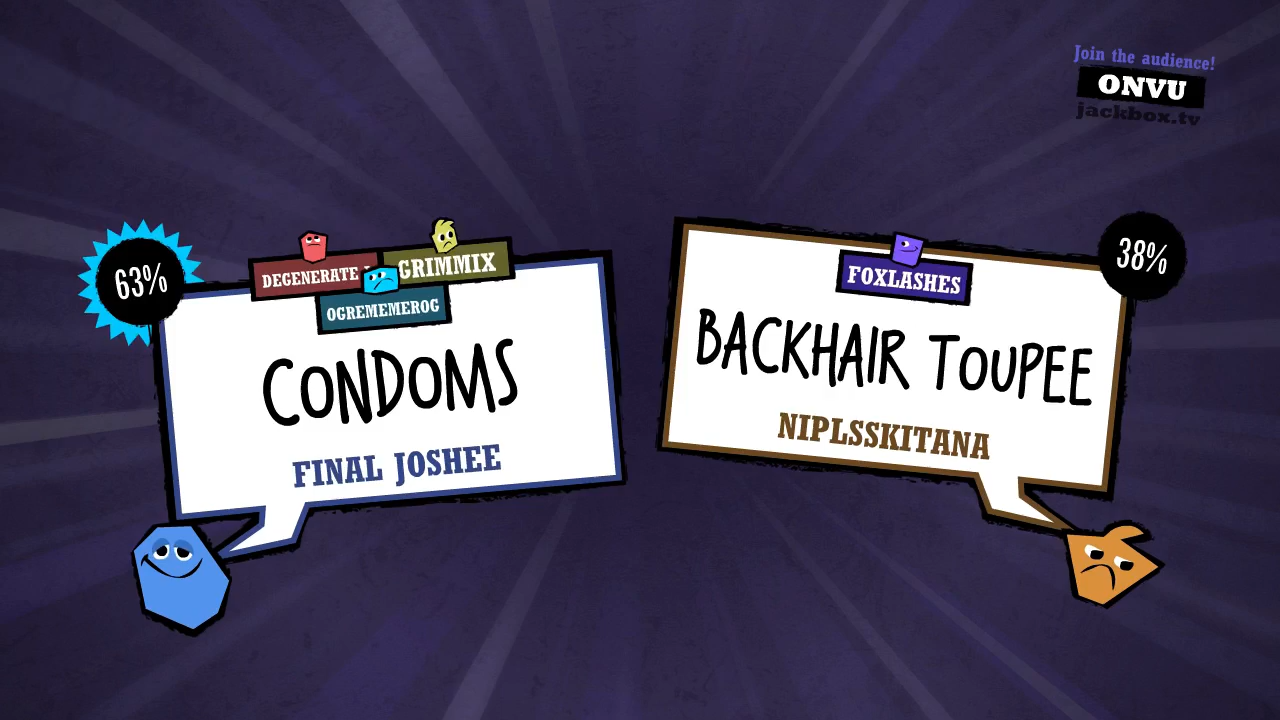 Join the audience!
ONVU
jackbox.tv
63%
DEGENERATE
GRIMMIX
OGREMEMEROG
CONDOMS
FINAL JOSHEE
38%
FOXLASHES
BACKHAIR TOUPEE
NIPLSSKITANA